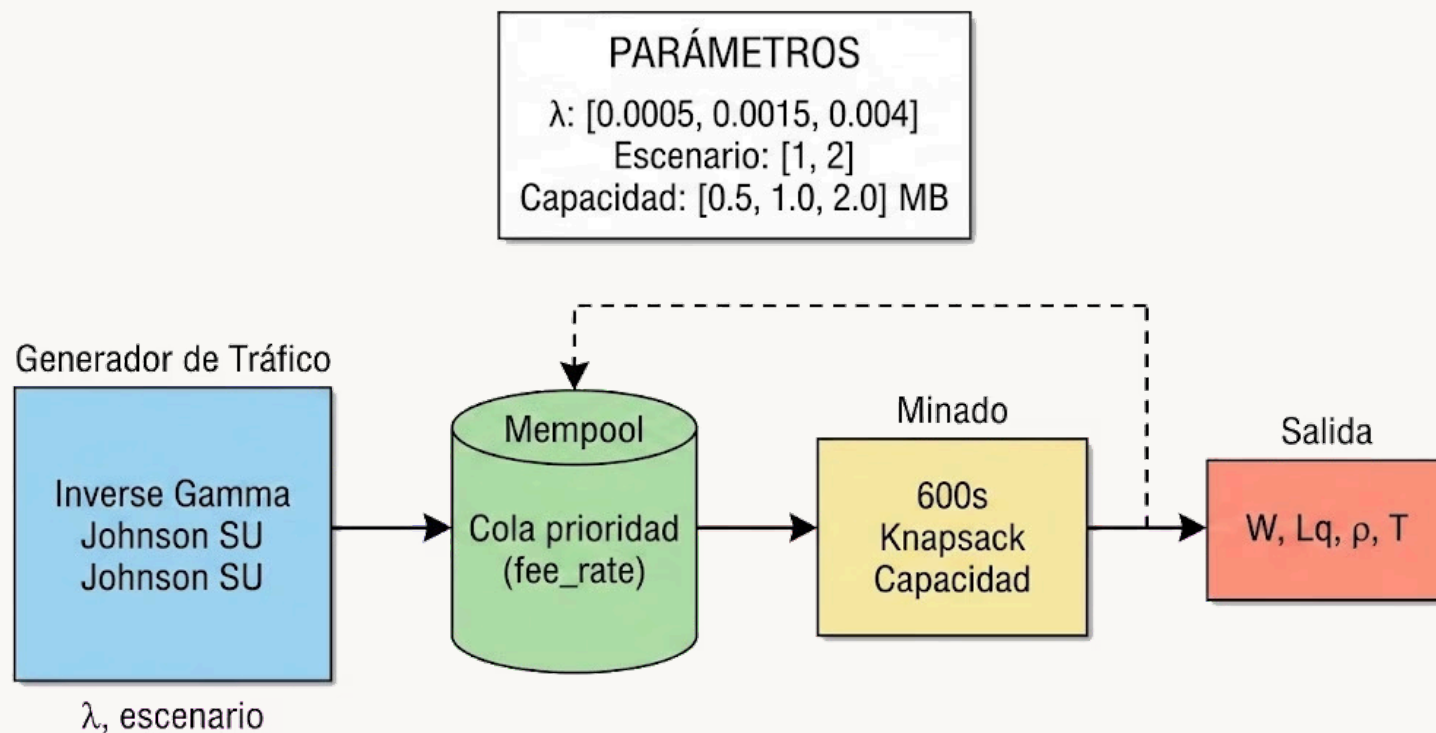 PARÁMETROS
λ: [0.0005, 0.0015, 0.004]
Escenario: [1, 2]
Capacidad: [0.5, 1.0, 2.0] MB
Generador de Tráfico
Inverse Gamma
Johnson SU
Johnson SU
λ, escenario
Mempool
Cola prioridad
(fee_rate)
Minado
600s
Knapsack
Capacidad
Salida
W, Lq, ρ, T